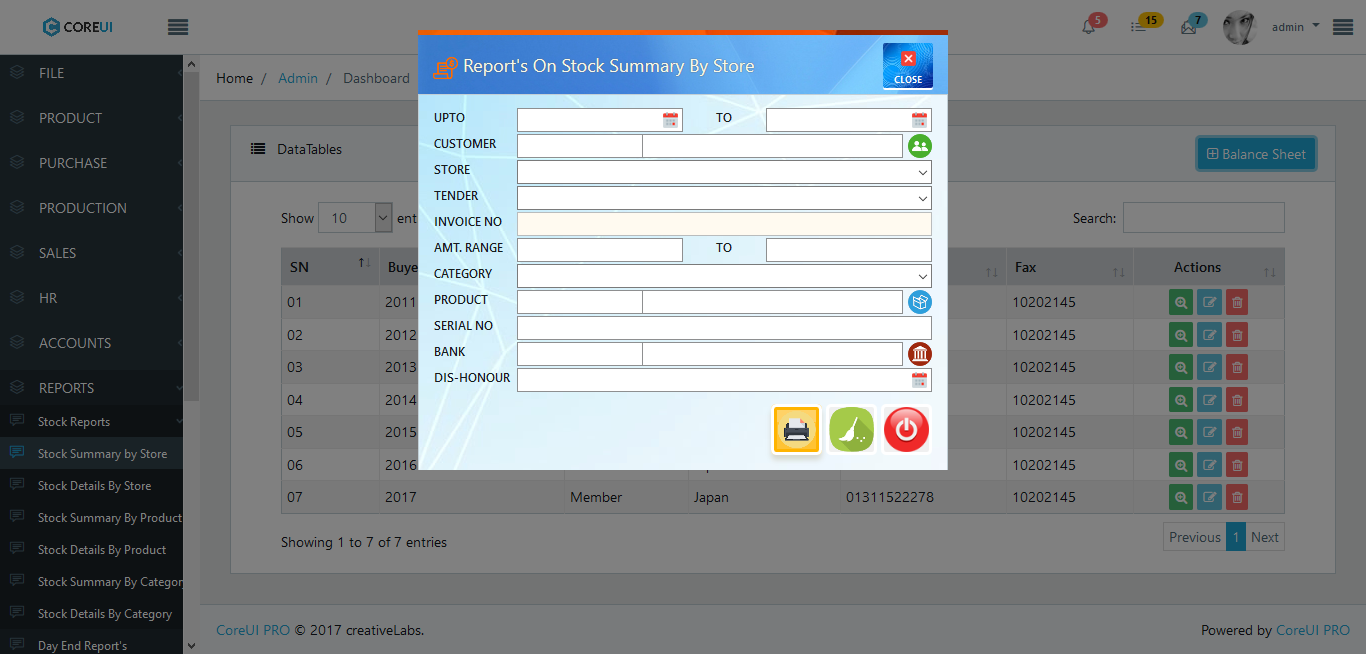 COREUI
5
15
7
admin
FILE
PRODUCT
PURCHASE
PRODUCTION
SALES
HR
ACCOUNTS
REPORTS
Stock Reports
Stock Summary by Store
Stock Details By Store
Stock Summary By Product
Stock Details By Product
Stock Summary By Categor
Stock Details By Category
Day End Report's
Home / Admin / Dashboard
DataTables
Balance Sheet
Show 10 ent
Search:
SN Buye Fax Actions
01 2011 10202145
02 2012 10202145
03 2013 10202145
04 2014 10202145
05 2015 10202145
06 2016 10202145
07 2017 Member Japan 01311522278 10202145
Showing 1 to 7 of 7 entries
Previous 1 Next
CoreUI PRO © 2017 creativeLabs.
Powered by CoreUI PRO
Report's On Stock Summary By Store
CLOSE
UPTO TO
CUSTOMER
STORE
TENDER
INVOICE NO
AMT. RANGE TO
CATEGORY
PRODUCT
SERIAL NO
BANK
DIS-HONOUR